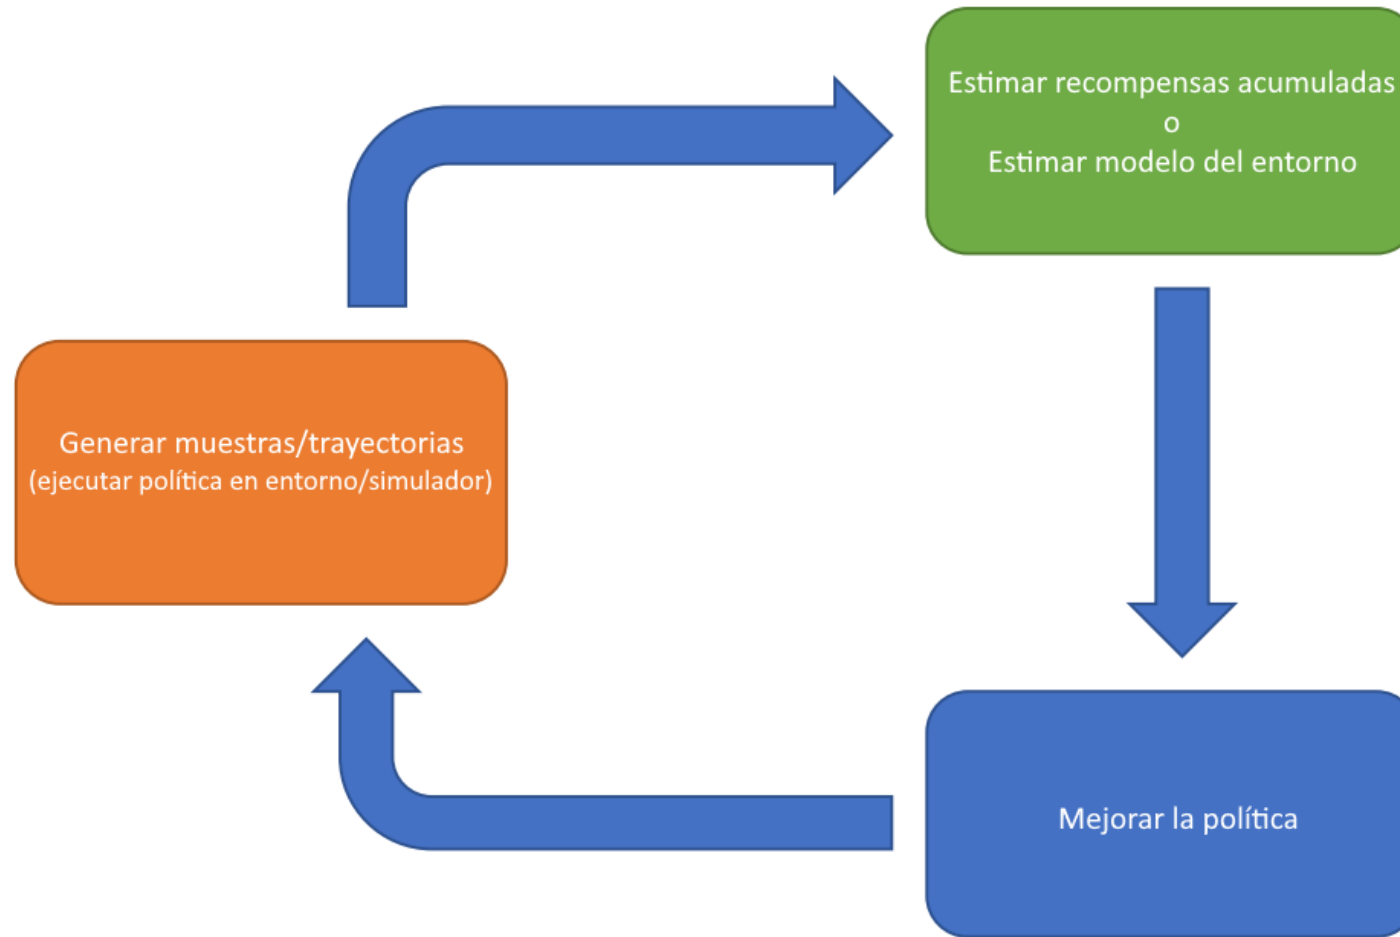 Estimar recompensas acumuladas
o
Estimar modelo del entorno
Generar muestras/trayectorias
(ejecutar política en entorno/simulador)
Mejorar la política